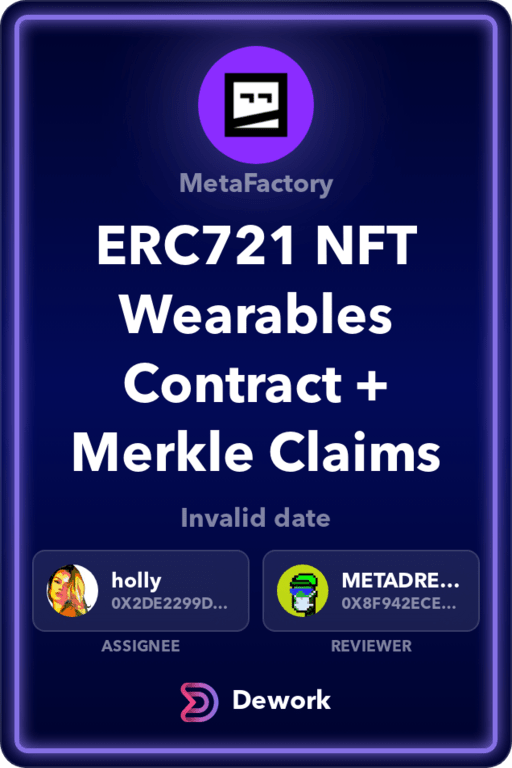 MetaFactory
ERC721 NFT
Wearables
Contract +
Merkle Claims
Invalid date
holly
0X2DE2299D...
METADRE...
0X8F942ECE...
ASSIGNEE
REVIEWER
Dework